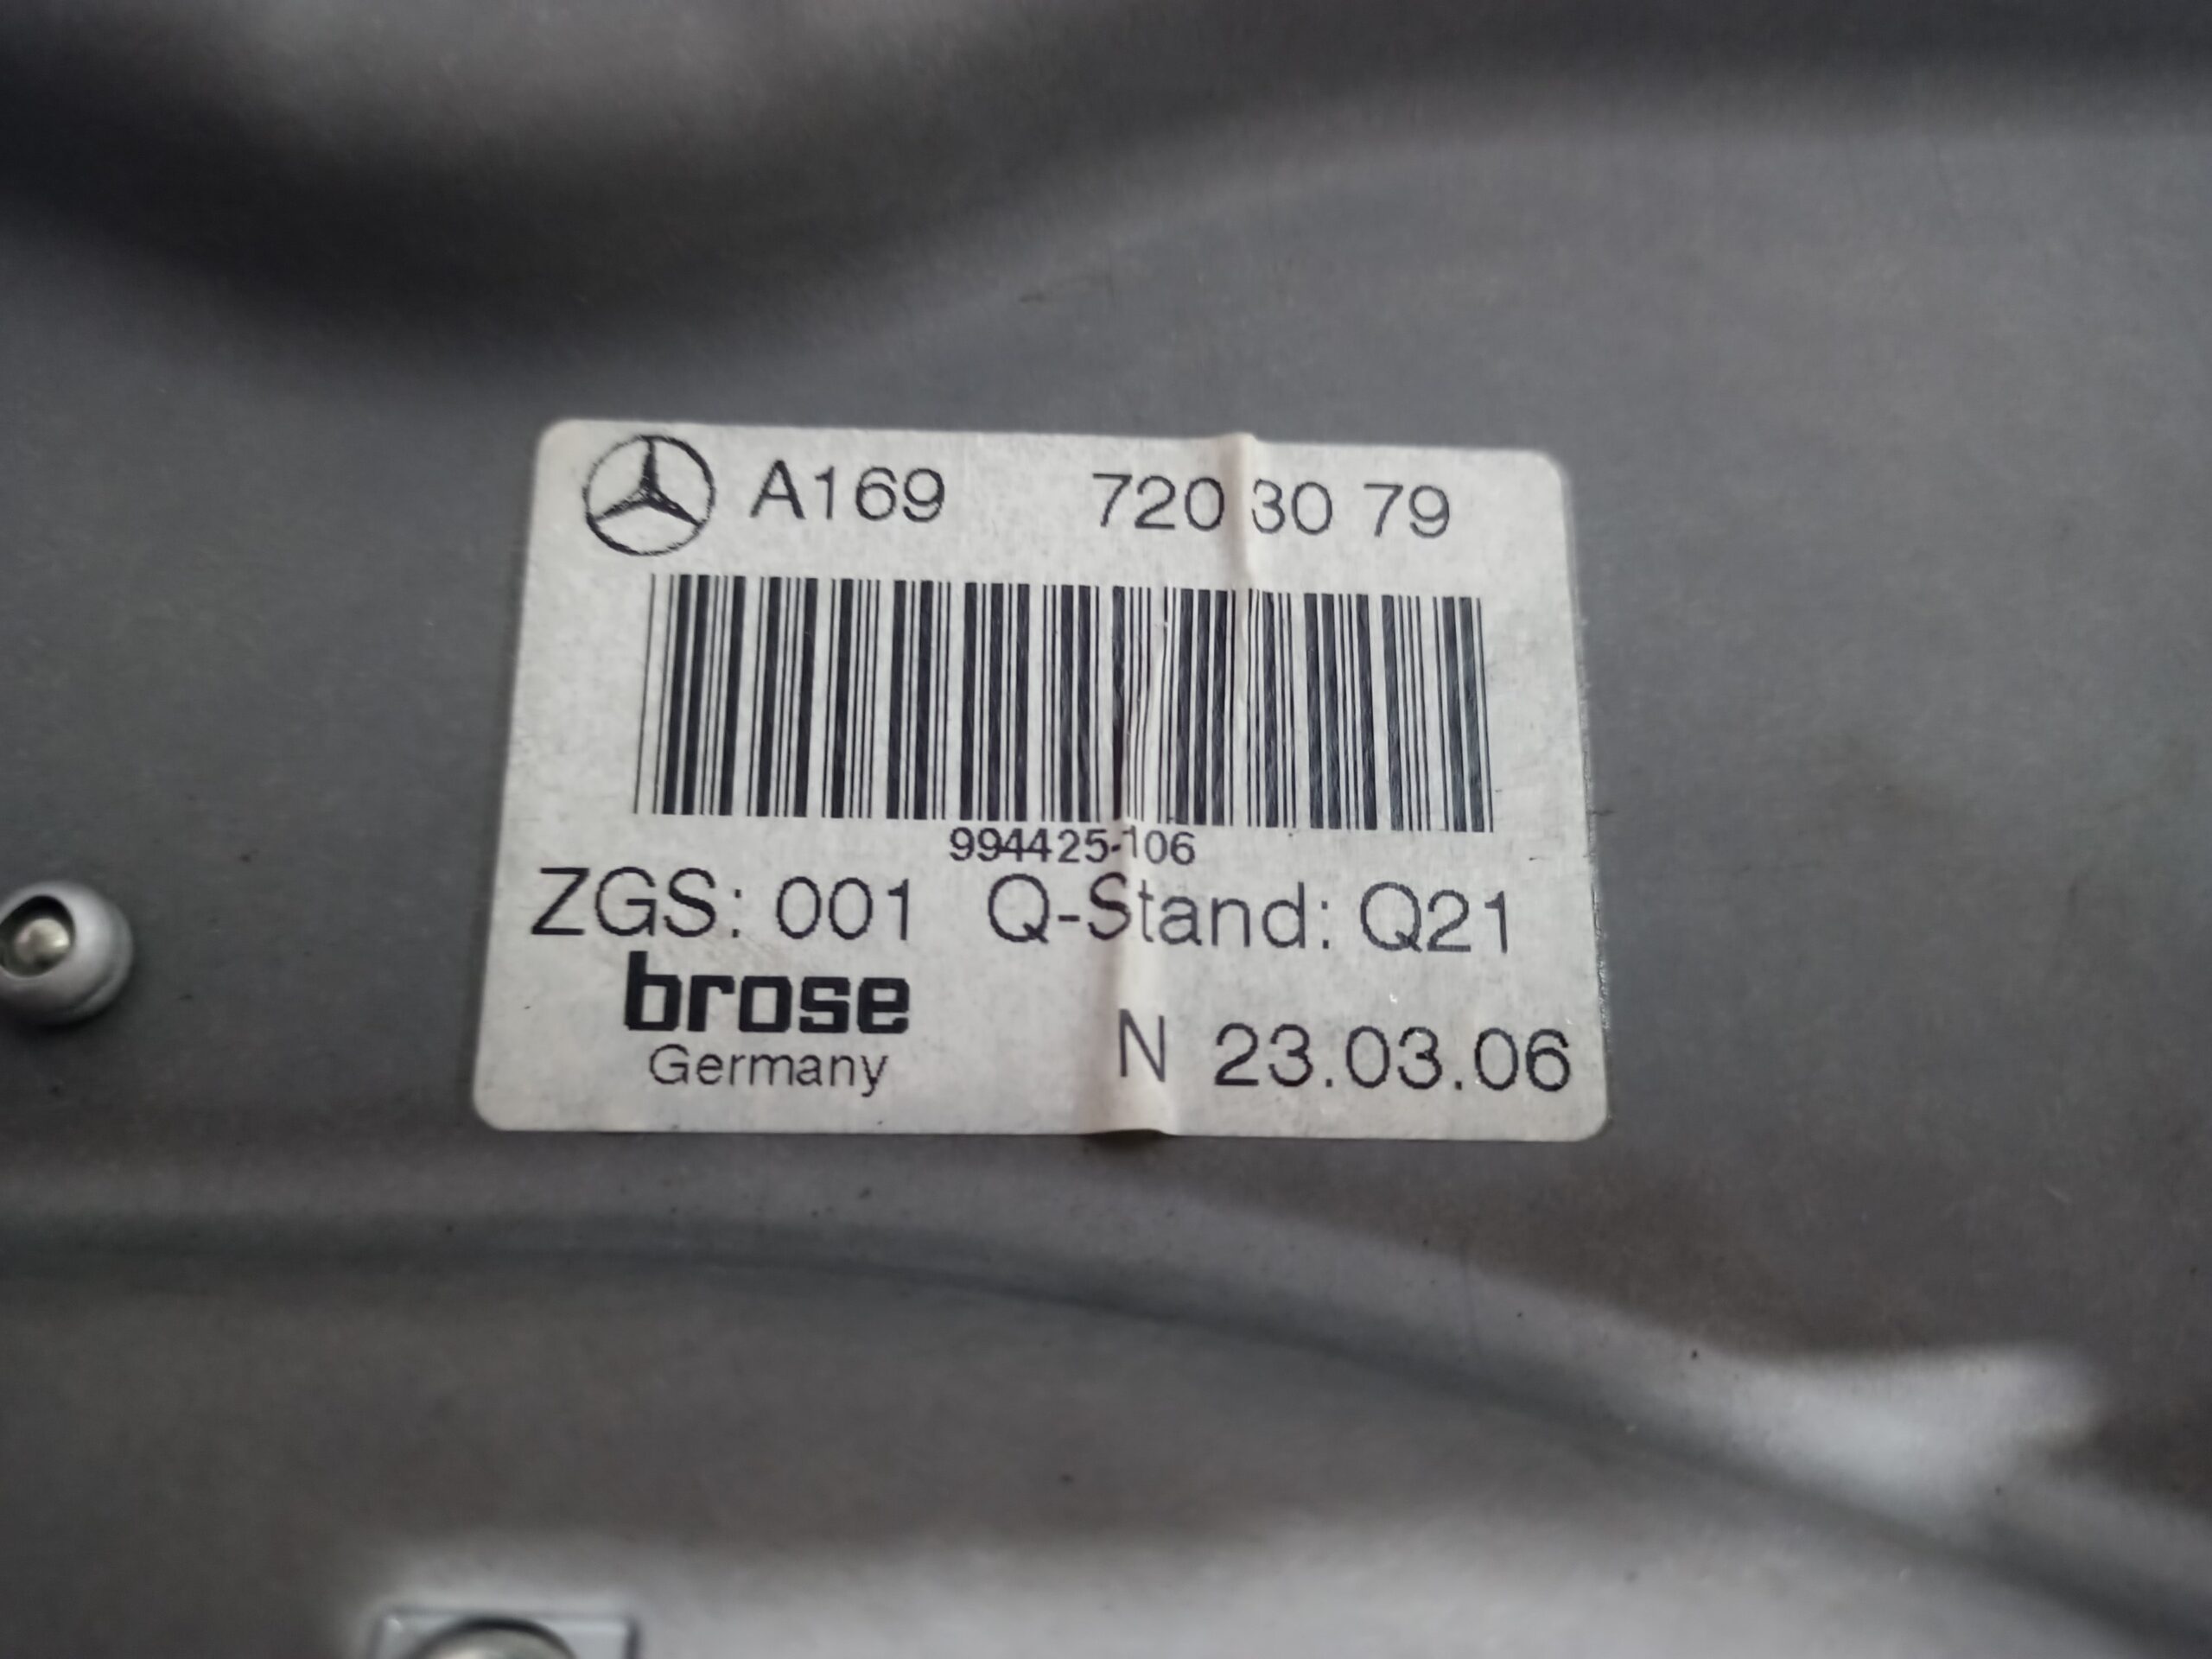 A169 720 30 79
994425-106
ZGS: 001 Q-Stand: Q21
brose
Germany
N 23.03.06